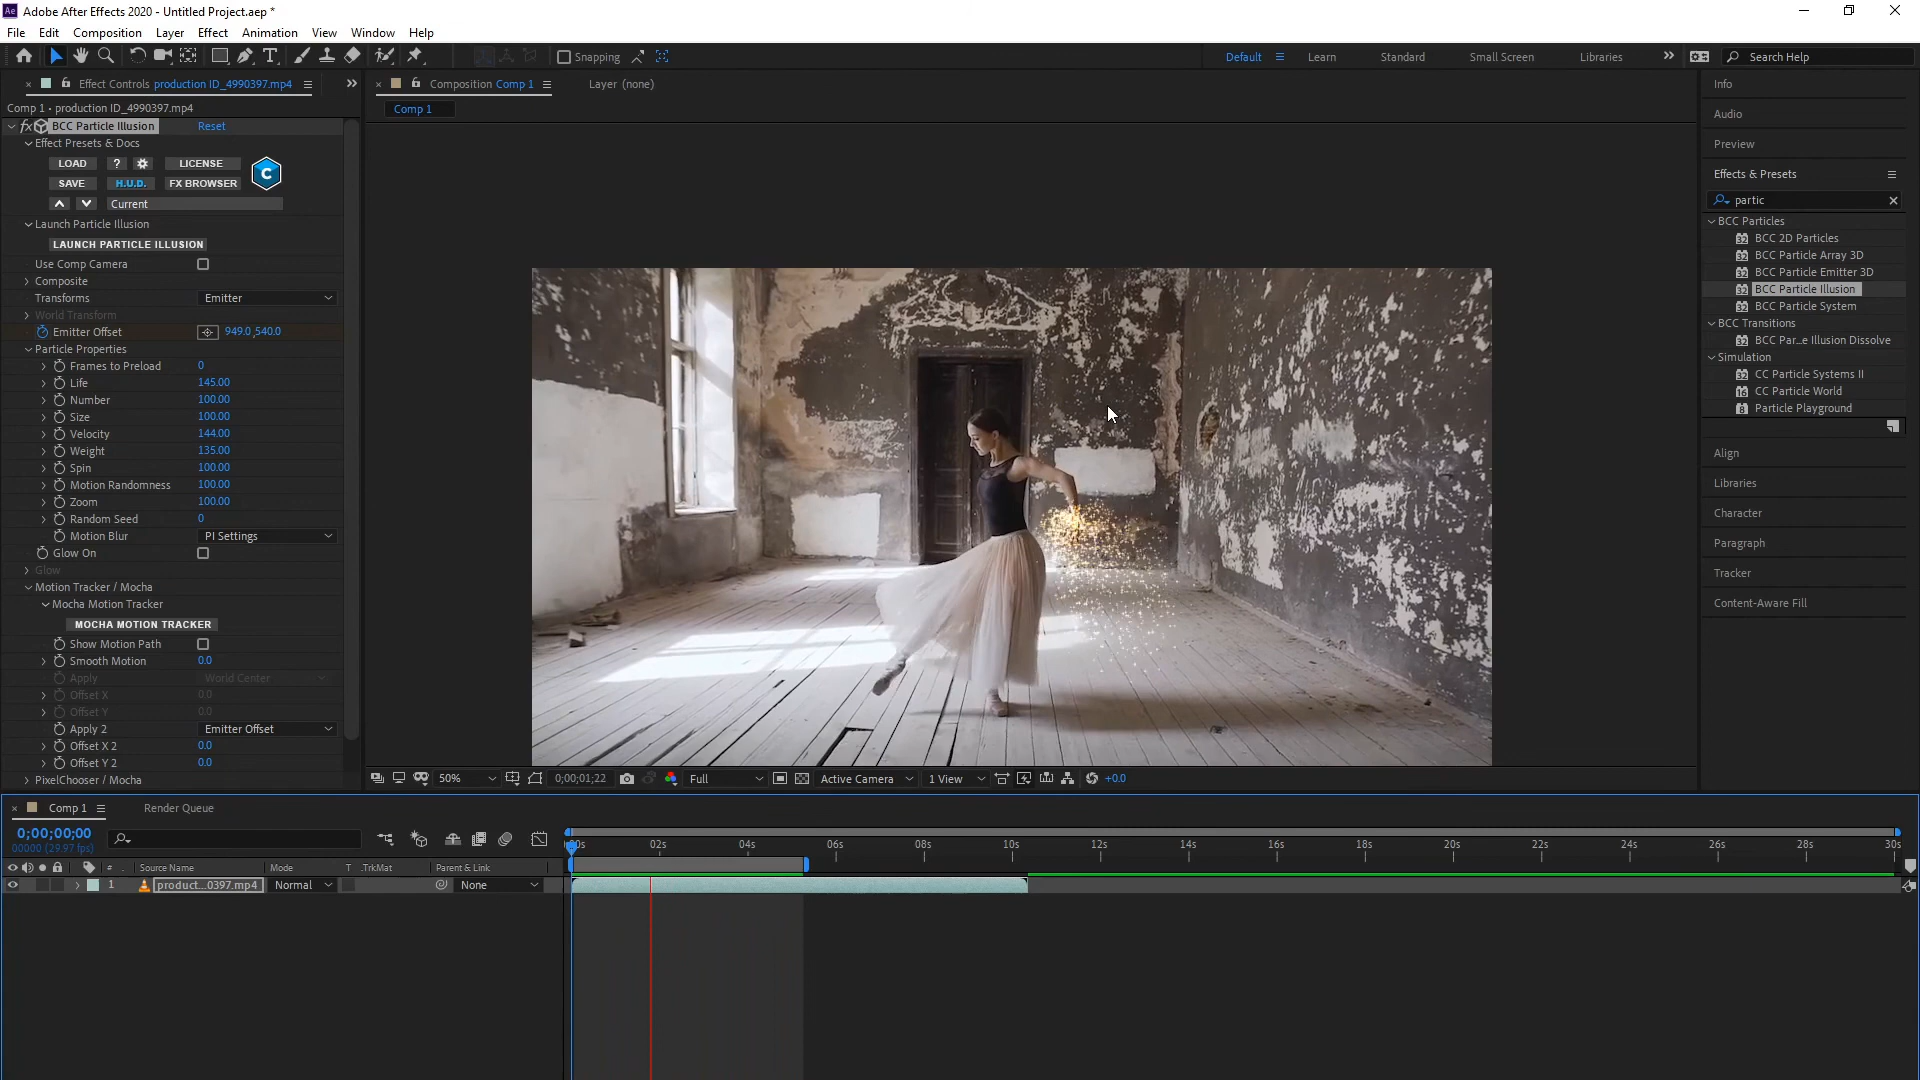 Ae Adobe After Effects 2020 - Untitled Project.aep *
File Edit Composition Layer Effect Animation View Window Help
Snapping Default Learn Standard Small Screen Libraries Search Help
Effect Controls production ID_4990397.mp4
Comp 1 • production ID_4990397.mp4
fx BCC Particle Illusion Reset
Effect Presets & Docs
LOAD ? LICENSE
C
SAVE H.U.D. FX BROWSER
Current
Launch Particle Illusion
LAUNCH PARTICLE ILLUSION
Use Comp Camera
Composite
Transforms Emitter
World Transform
Emitter Offset 949.0,540.0
Particle Properties
Frames to Preload 0
Life 145.00
Number 100.00
Size 100.00
Velocity 144.00
Weight 135.00
Spin 100.00
Motion Randomness 100.00
Zoom 100.00
Random Seed 0
Motion Blur PI Settings
Glow On
Glow
Motion Tracker / Mocha
Mocha Motion Tracker
MOCHA MOTION TRACKER
Show Motion Path
Smooth Motion 0.0
Apply World Center
Offset X 0.0
Offset Y 0.0
Apply 2 Emitter Offset
Offset X 2 0.0
Offset Y 2 0.0
PixelChooser / Mocha
Composition Comp 1 Layer (none)
Comp 1
50% 0;00;01;22 Full Active Camera 1 View +0.0
Info
Audio
Preview
Effects & Presets
partic
BCC Particles
32 BCC 2D Particles
32 BCC Particle Array 3D
32 BCC Particle Emitter 3D
32 BCC Particle Illusion
32 BCC Particle System
BCC Transitions
32 BCC Par...e Illusion Dissolve
Simulation
32 CC Particle Systems II
16 CC Particle World
8 Particle Playground
Align
Libraries
Character
Paragraph
Tracker
Content-Aware Fill
Comp 1 Render Queue
0;00;00;00
00000 (29.97 fps)
# Source Name Mode T .TrkMat Parent & Link
1 product...0397.mp4 Normal None
02s 04s 06s 08s 10s 12s 14s 16s 18s 20s 22s 24s 26s 28s 30s